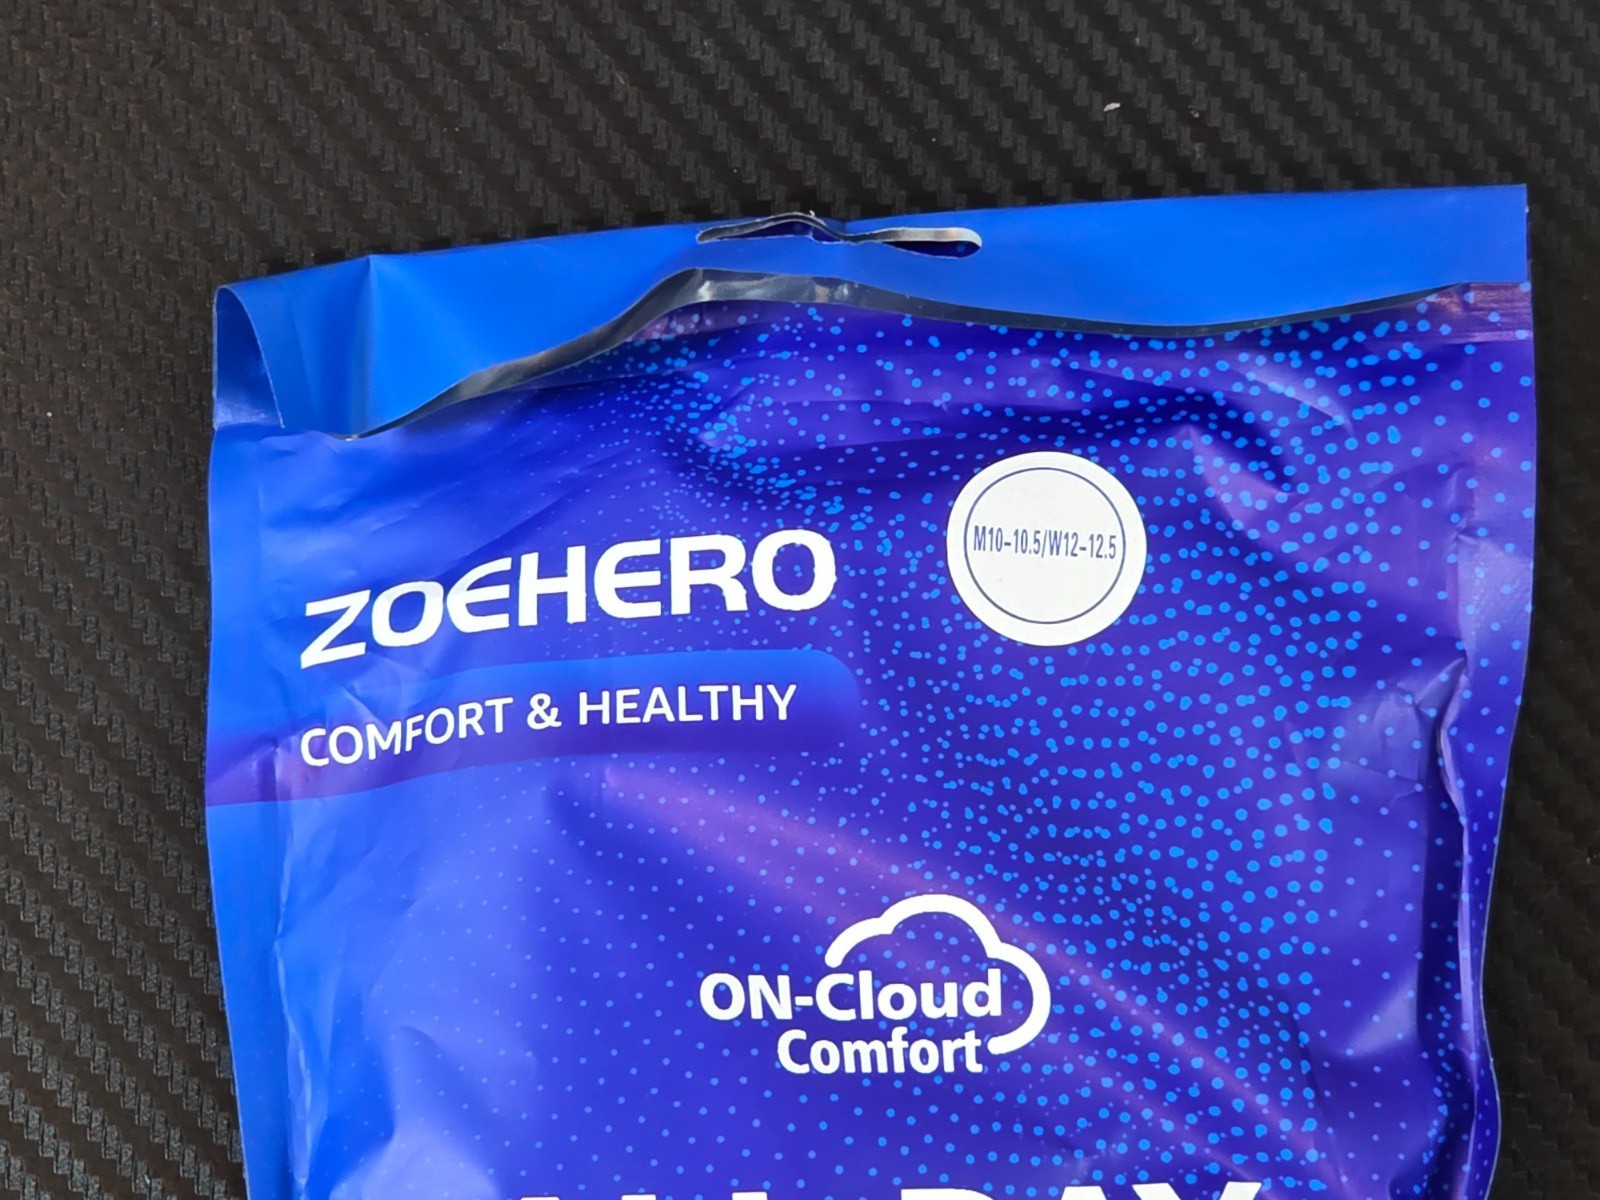 ZOEHERO
M10-10.5/W12-12.5
COMFORT & HEALTHY
ON-Cloud
Comfort